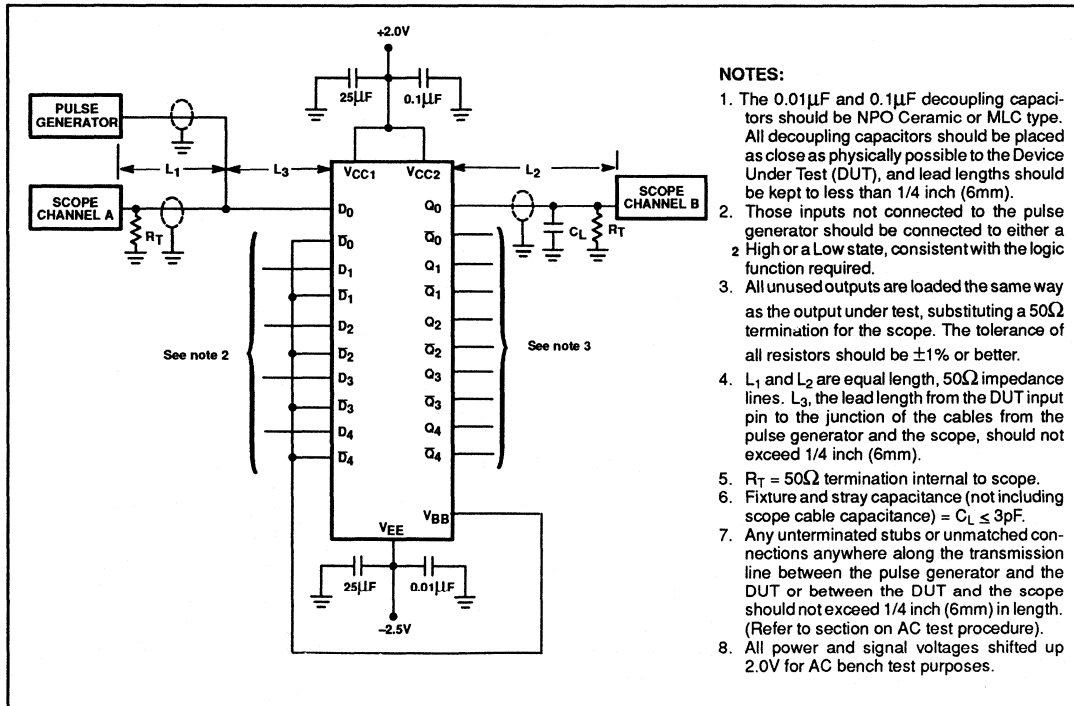 +2.0V
25µF
0.1µF
PULSE
GENERATOR
L1
L3
VCC1
VCC2
L2
SCOPE
CHANNEL A
RT
D0
Q0
CL
RT
SCOPE
CHANNEL B
D̅0
Q̅0
D1
Q1
D̅1
Q̅1
D2
Q2
See note 2
D̅2
Q̅2
See note 3
D3
Q3
D̅3
Q̅3
D4
Q4
D̅4
Q̅4
VBB
VEE
25µF
0.01µF
–2.5V
NOTES:
1. The 0.01µF and 0.1µF decoupling capaci-
tors should be NPO Ceramic or MLC type.
All decoupling capacitors should be placed
as close as physically possible to the Device
Under Test (DUT), and lead lengths should
be kept to less than 1/4 inch (6mm).
2. Those inputs not connected to the pulse
generator should be connected to either a
2 High or a Low state, consistent with the logic
function required.
3. All unused outputs are loaded the same way
as the output under test, substituting a 50Ω
termination for the scope. The tolerance of
all resistors should be ±1% or better.
4. L1 and L2 are equal length, 50Ω impedance
lines. L3, the lead length from the DUT input
pin to the junction of the cables from the
pulse generator and the scope, should not
exceed 1/4 inch (6mm).
5. RT = 50Ω termination internal to scope.
6. Fixture and stray capacitance (not including
scope cable capacitance) = CL ≤ 3pF.
7. Any unterminated stubs or unmatched con-
nections anywhere along the transmission
line between the pulse generator and the
DUT or between the DUT and the scope
should not exceed 1/4 inch (6mm) in length.
(Refer to section on AC test procedure).
8. All power and signal voltages shifted up
2.0V for AC bench test purposes.